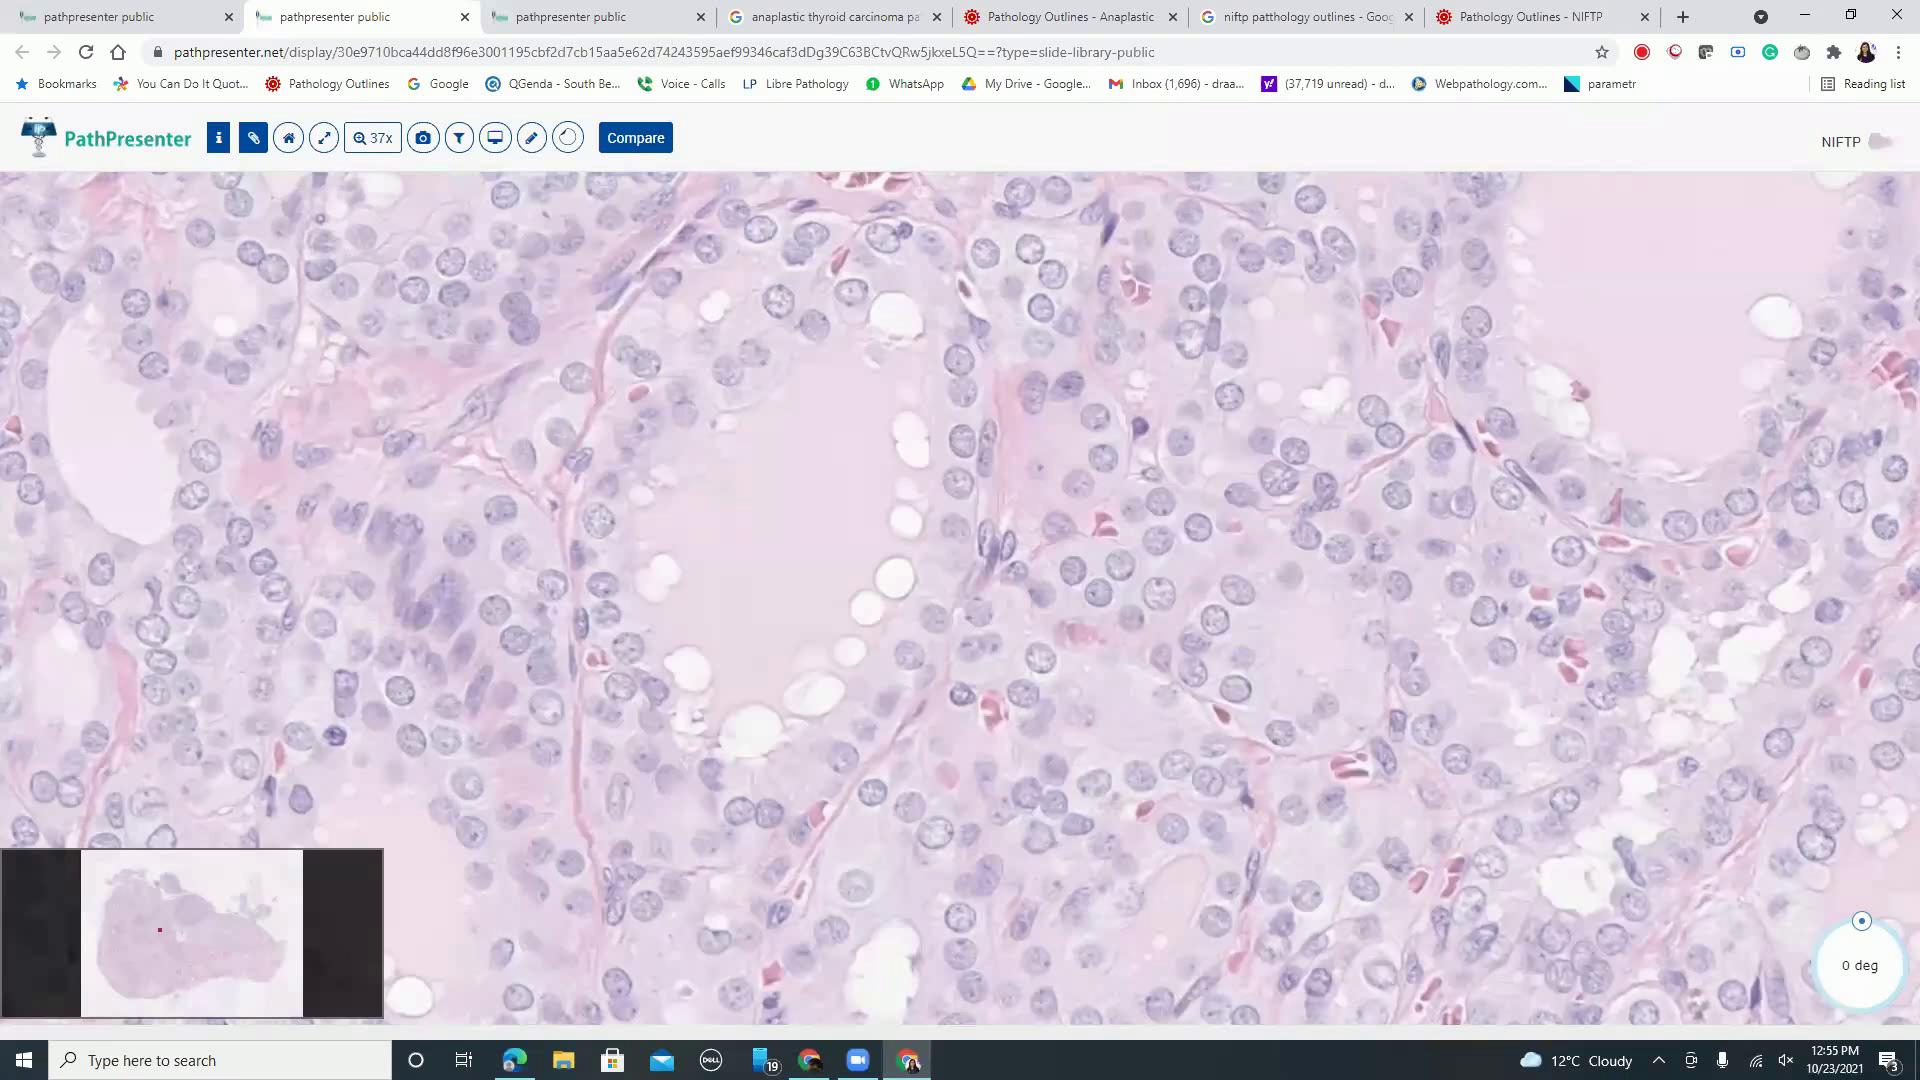 pathpresenter public
pathpresenter public
pathpresenter public
anaplastic thyroid carcinoma pa
Pathology Outlines - Anaplastic
niftp patthology outlines - Goog
Pathology Outlines - NIFTP
pathpresenter.net/display/30e9710bca44dd8f96e3001195cbf2d7cb15aa5e62d74243595aef99346caf3dDg39C63BCtvQRw5jkxeL5Q==?type=slide-library-public
Bookmarks
You Can Do It Quot...
Pathology Outlines
Google
QGenda - South Be...
Voice - Calls
LP Libre Pathology
WhatsApp
My Drive - Google...
Inbox (1,696) - draa...
(37,719 unread) - d...
Webpathology.com...
parametr
Reading list
PathPresenter
37x
Compare
NIFTP
0 deg
Type here to search
DELL
19
12°C Cloudy
12:55 PM
10/23/2021
3